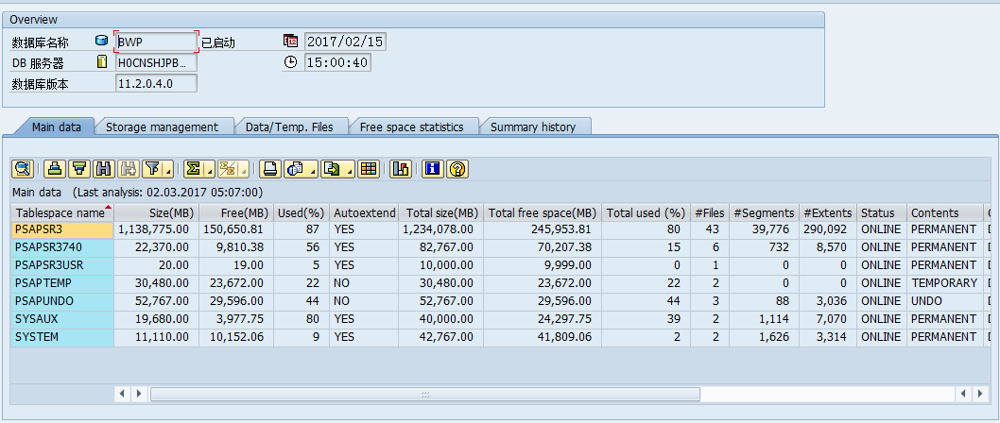 Overview
数据库名称 BWP 已启动 2017/02/15
DB 服务器 H0CNSHJPB... 15:00:40
数据库版本 11.2.0.4.0
Main data Storage management Data/Temp. Files Free space statistics Summary history
Main data (Last analysis: 02.03.2017 05:07:00)
Tablespace name Size(MB) Free(MB) Used(%) Autoextend Total size(MB) Total free space(MB) Total used (%) #Files #Segments #Extents Status Contents
PSAPSR3 1,138,775.00 150,650.81 87 YES 1,234,078.00 245,953.81 80 43 39,776 290,092 ONLINE PERMANENT
PSAPSR3740 22,370.00 9,810.38 56 YES 82,767.00 70,207.38 15 6 732 8,570 ONLINE PERMANENT
PSAPSR3USR 20.00 19.00 5 YES 10,000.00 9,999.00 0 1 0 0 ONLINE PERMANENT
PSAPTEMP 30,480.00 23,672.00 22 NO 30,480.00 23,672.00 22 2 0 0 ONLINE TEMPORARY
PSAPUNDO 52,767.00 29,596.00 44 NO 52,767.00 29,596.00 44 3 88 3,036 ONLINE UNDO
SYSAUX 19,680.00 3,977.75 80 YES 40,000.00 24,297.75 39 2 1,114 7,070 ONLINE PERMANENT
SYSTEM 11,110.00 10,152.06 9 YES 42,767.00 41,809.06 2 2 1,626 3,314 ONLINE PERMANENT